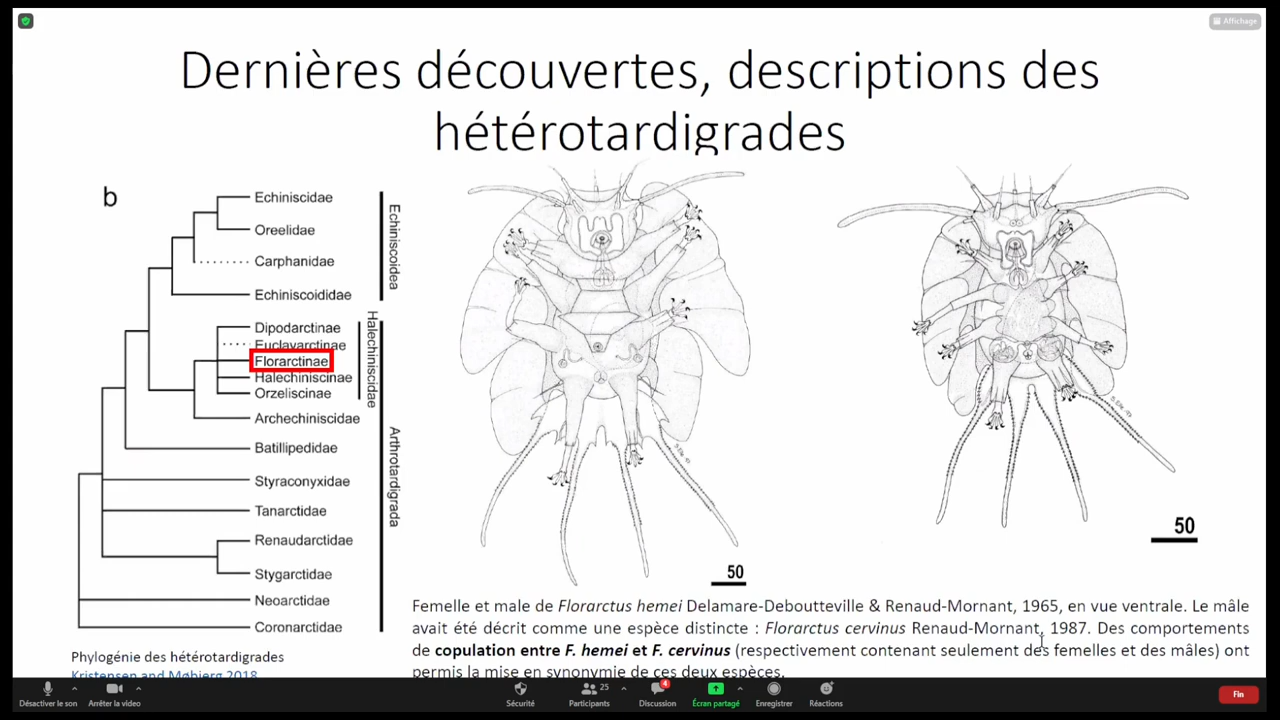 Affichage
Dernières découvertes, descriptions des
hétérotardigrades
b
Echiniscidae
Oreelidae
Carphanidae
Echiniscoididae
Echiniscoidea
Dipodarctinae
Euclavarctinae
Florarctinae
Halechiniscinae
Orzeliscinae
Halechiniscidae
Archechiniscidae
Batillipedidae
Styraconyxidae
Tanarctidae
Renaudarctidae
Stygarctidae
Neoarctidae
Coronarctidae
Arthrotardigrada
50
50
Phylogénie des hétérotardigrades
Kristensen and Møbjerg 2018
Femelle et male de Florarctus hemei Delamare-Deboutteville & Renaud-Mornant, 1965, en vue ventrale. Le mâle
avait été décrit comme une espèce distincte : Florarctus cervinus Renaud-Mornant, 1987. Des comportements
de copulation entre F. hemei et F. cervinus (respectivement contenant seulement des femelles et des mâles) ont
permis la mise en synonymie de ces deux espèces.
Désactiver le son
Arrêter la video
Sécurité
25
Participants
4
Discussion
Écran partagé
Enregistrer
Réactions
Fin